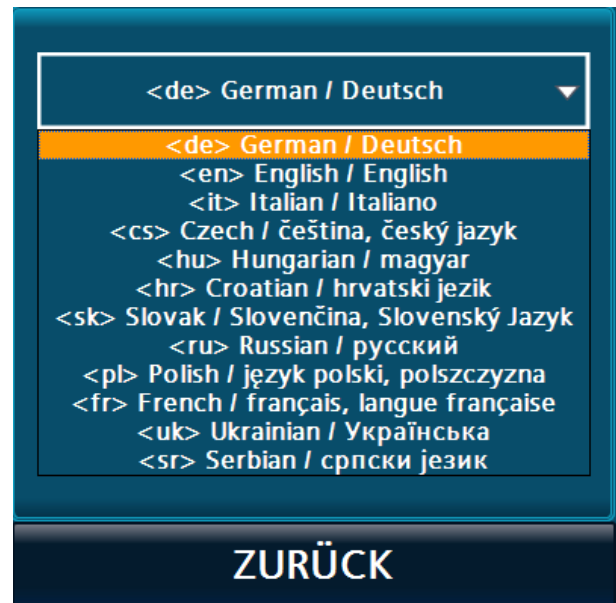 <de> German / Deutsch
<de> German / Deutsch
<en> English / English
<it> Italian / Italiano
<cs> Czech / čeština, český jazyk
<hu> Hungarian / magyar
<hr> Croatian / hrvatski jezik
<sk> Slovak / Slovenčina, Slovenský Jazyk
<ru> Russian / русский
<pl> Polish / język polski, polszczyzna
<fr> French / français, langue française
<uk> Ukrainian / Українська
<sr> Serbian / српски језик
ZURÜCK